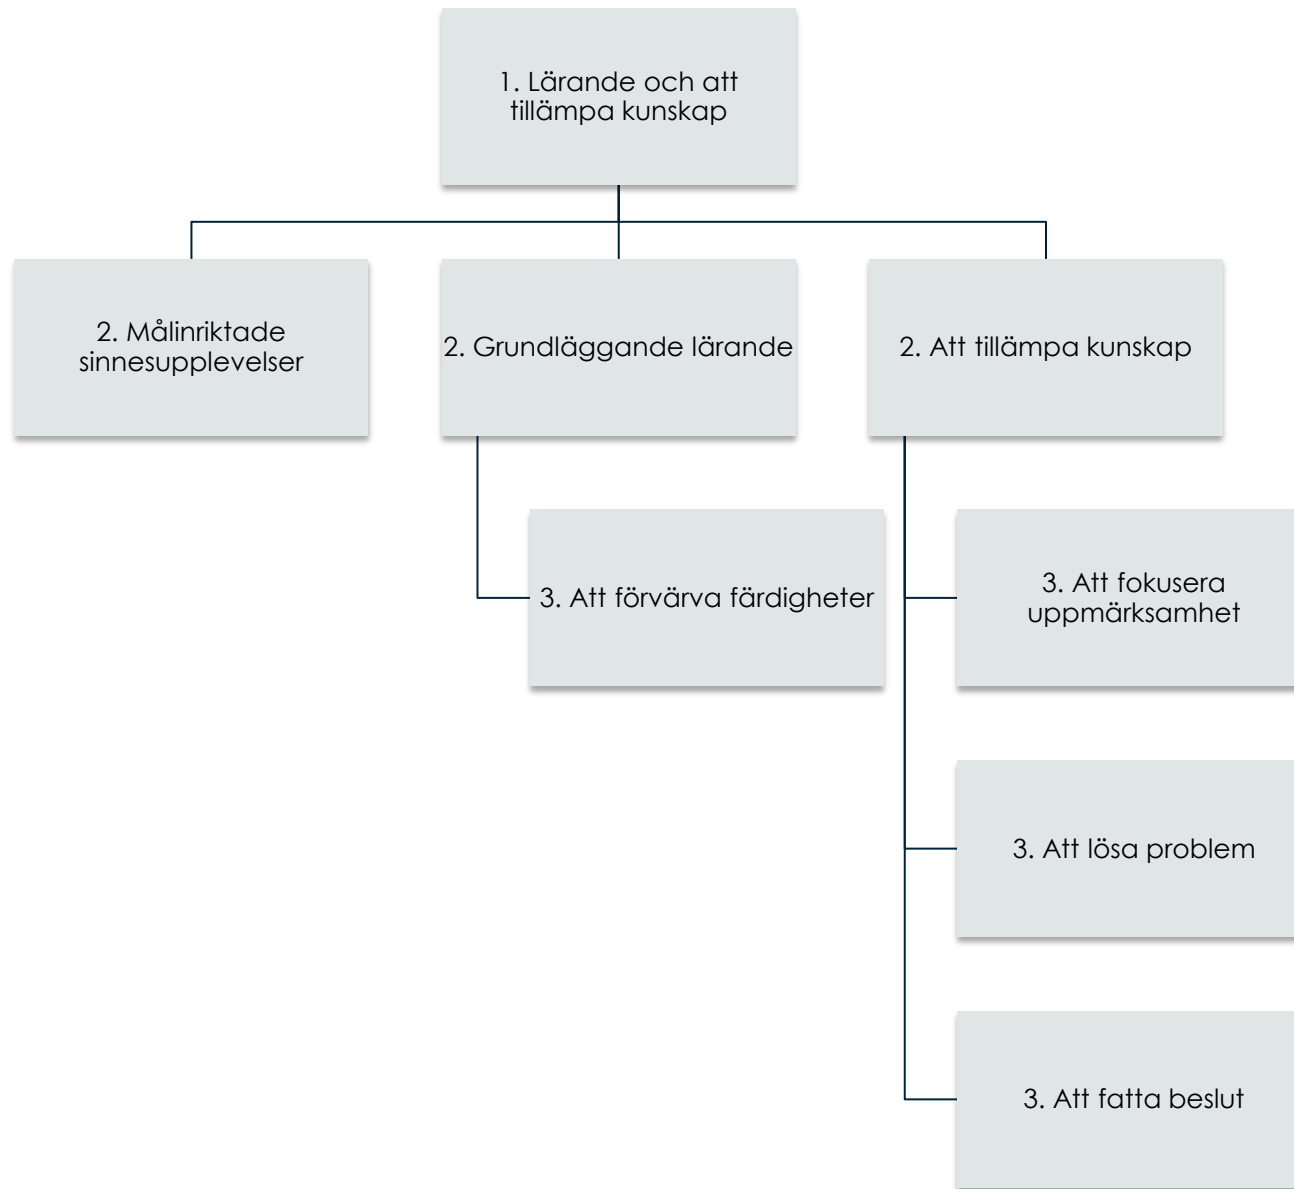 1. Lärande och att
tillämpa kunskap
2. Målinriktade
sinnesupplevelser
2. Grundläggande lärande
2. Att tillämpa kunskap
3. Att förvärva färdigheter
3. Att fokusera
uppmärksamhet
3. Att lösa problem
3. Att fatta beslut